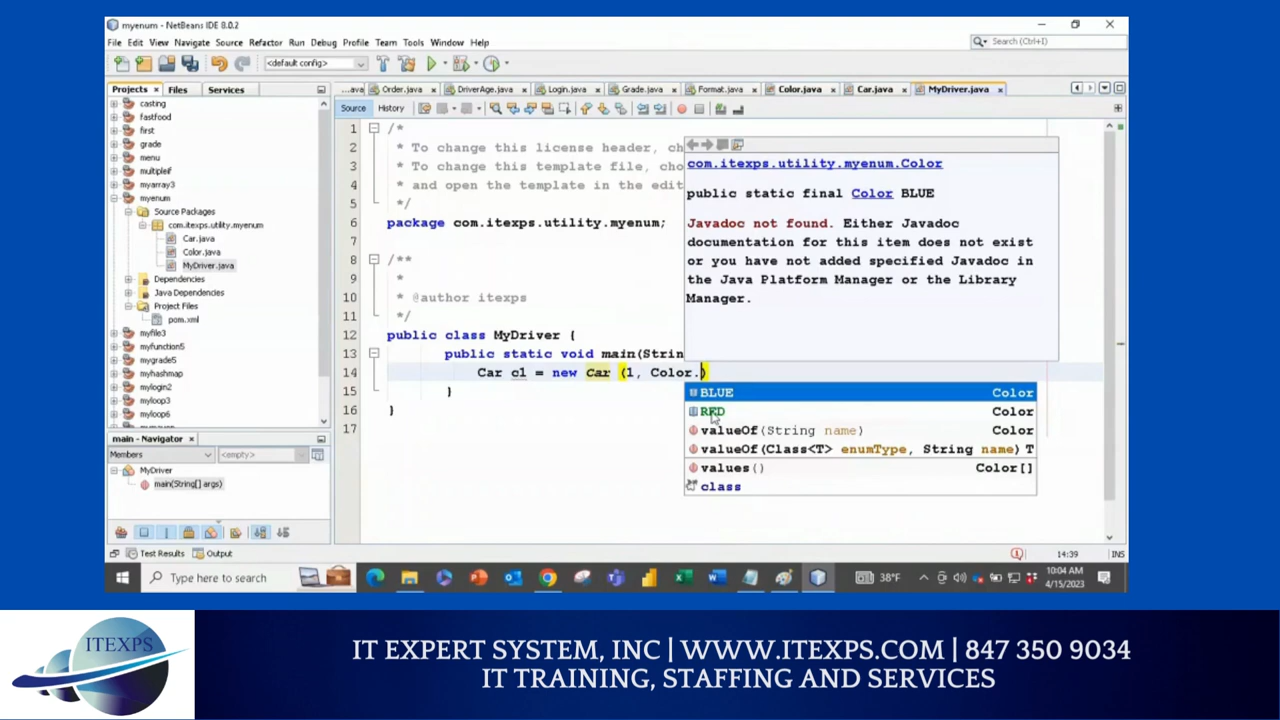 myenum - NetBeans IDE 8.0.2
File Edit View Navigate Source Refactor Run Debug Profile Team Tools Window Help
Search (Ctrl+I)
<default config>
Projects Files Services
...ava Order.java DriverAge.java Login.java Grade.java Format.java Color.java Car.java MyDriver.java
Source History
casting
fastfood
first
grade
menu
multipleif
myarray3
myenum
Source Packages
com.itexps.utility.myenum
Car.java
Color.java
MyDriver.java
Dependencies
Java Dependencies
Project Files
pom.xml
myfile3
myfunction5
mygrade5
myhashmap
mylogin2
myloop3
myloop6
main - Navigator
Members <empty>
MyDriver
main(String[] args)
1 /*
2 * To change this license header, ch
3 * To change this template file, cho
4 * and open the template in the edit
5 */
6 package com.itexps.utility.myenum;
7
8 /**
9 *
10 * @author itexps
11 */
12 public class MyDriver {
13 public static void main(Strin
14 Car c1 = new Car (1, Color.)
15 }
16 }
17
com.itexps.utility.myenum.Color
public static final Color BLUE
Javadoc not found. Either Javadoc
documentation for this item does not exist
or you have not added specified Javadoc in
the Java Platform Manager or the Library
Manager.
BLUE Color
RED Color
valueOf(String name) Color
valueOf(Class<T> enumType, String name) T
values() Color[]
class
Test Results Output
14:39 INS
Type here to search
38°F
10:04 AM
4/15/2023
ITEXPS
IT EXPERT SYSTEM, INC | WWW.ITEXPS.COM | 847 350 9034
IT TRAINING, STAFFING AND SERVICES